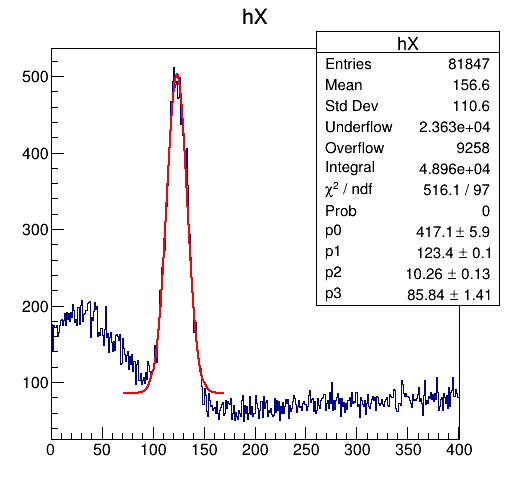 hX
hX
Entries 81847
Mean 156.6
Std Dev 110.6
Underflow 2.363e+04
Overflow 9258
Integral 4.896e+04
χ² / ndf 516.1 / 97
Prob 0
p0 417.1 ± 5.9
p1 123.4 ± 0.1
p2 10.26 ± 0.13
p3 85.84 ± 1.41
500
400
300
200
100
0 50 100 150 200 250 300 350 400